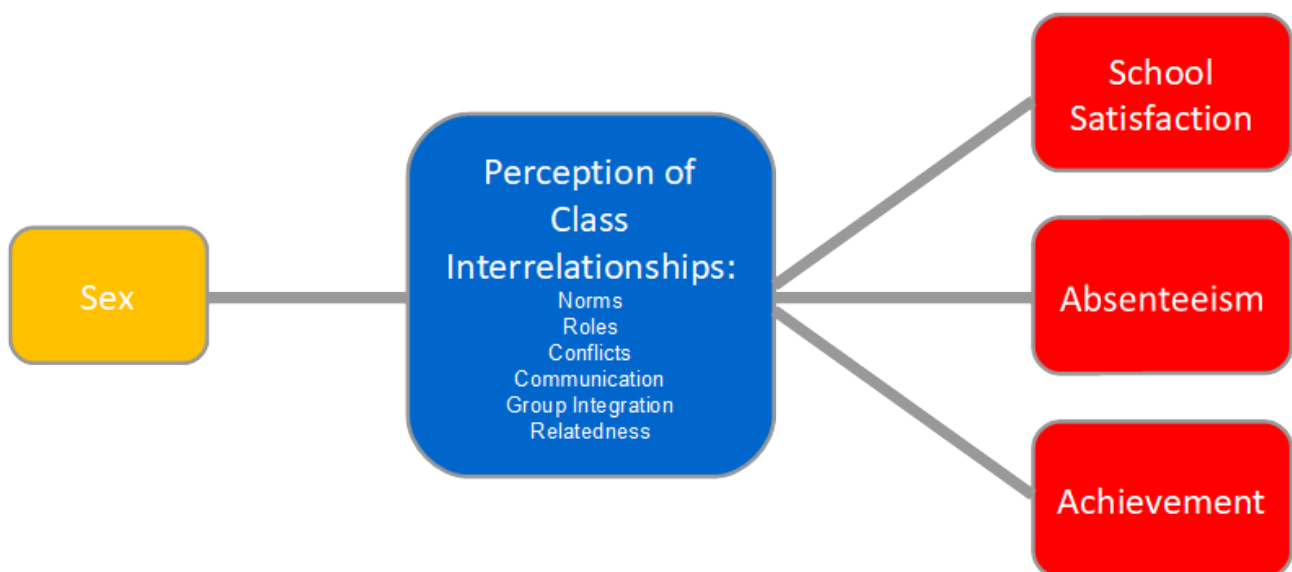 Sex
Perception of
Class
Interrelationships:
Norms
Roles
Conflicts
Communication
Group Integration
Relatedness
School
Satisfaction
Absenteeism
Achievement